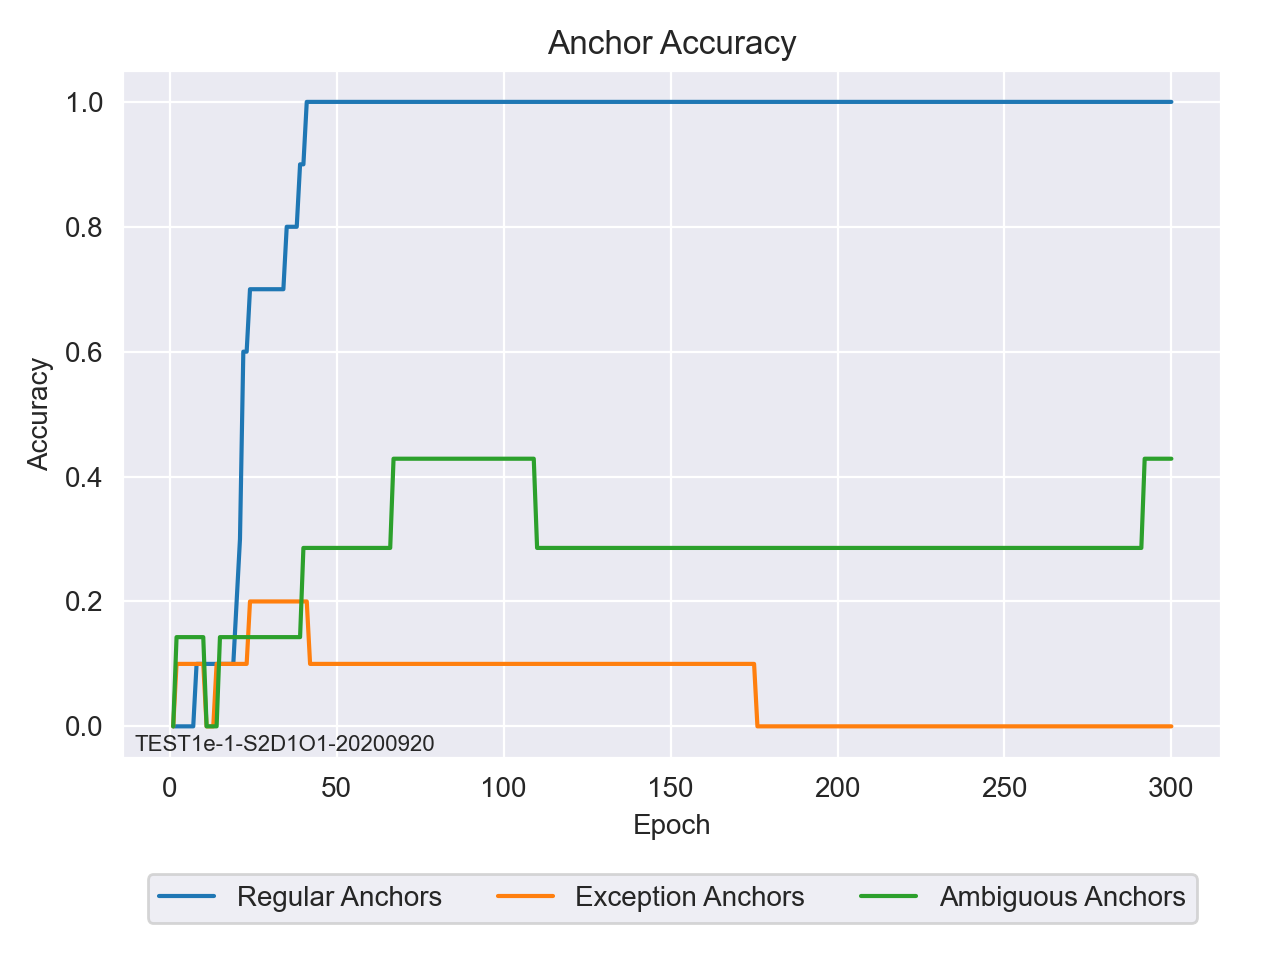 Anchor Accuracy
Accuracy
1.0
0.8
0.6
0.4
0.2
0.0
TEST1e-1-S2D1O1-20200920
0 50 100 150 200 250 300
Epoch
Regular Anchors Exception Anchors Ambiguous Anchors